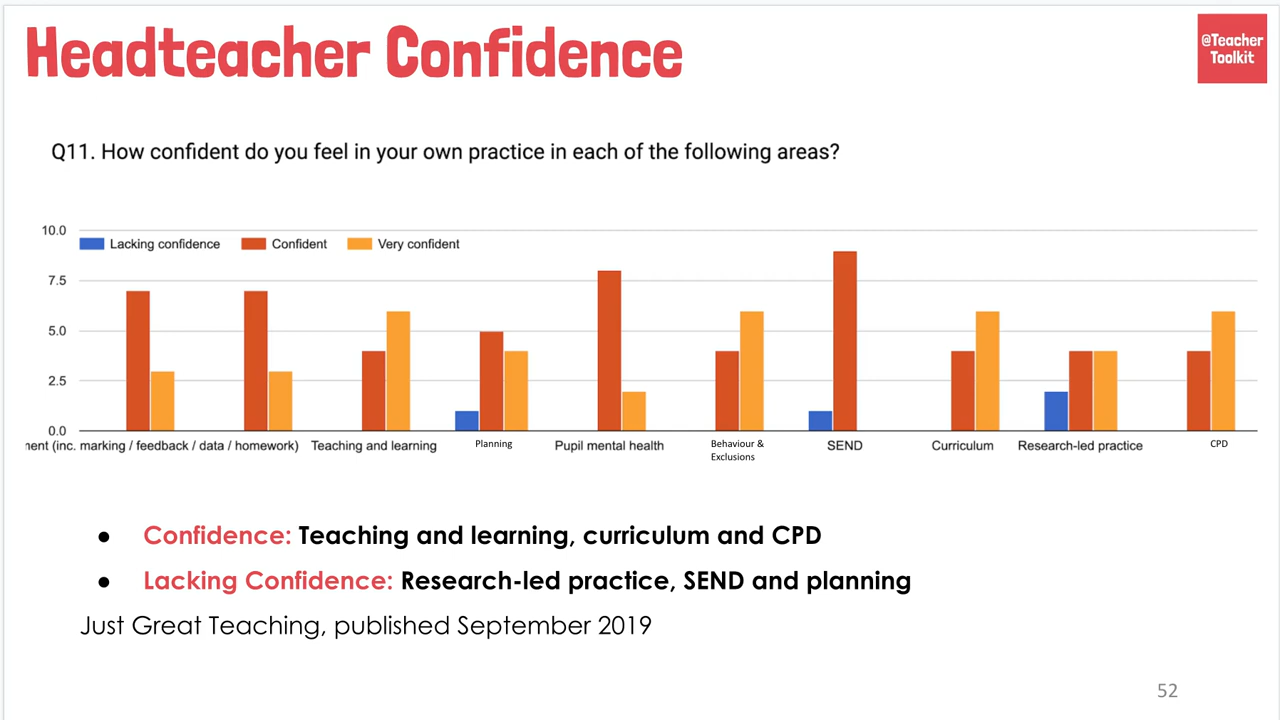 Headteacher Confidence
@Teacher
Toolkit
Q11. How confident do you feel in your own practice in each of the following areas?
Lacking confidence Confident Very confident
10.0
7.5
5.0
2.5
0.0
(inc. marking / feedback / data / homework) Teaching and learning Planning Pupil mental health Behaviour & SEND Curriculum Research-led practice CPD
Exclusions
● Confidence: Teaching and learning, curriculum and CPD
● Lacking Confidence: Research-led practice, SEND and planning
Just Great Teaching, published September 2019
52